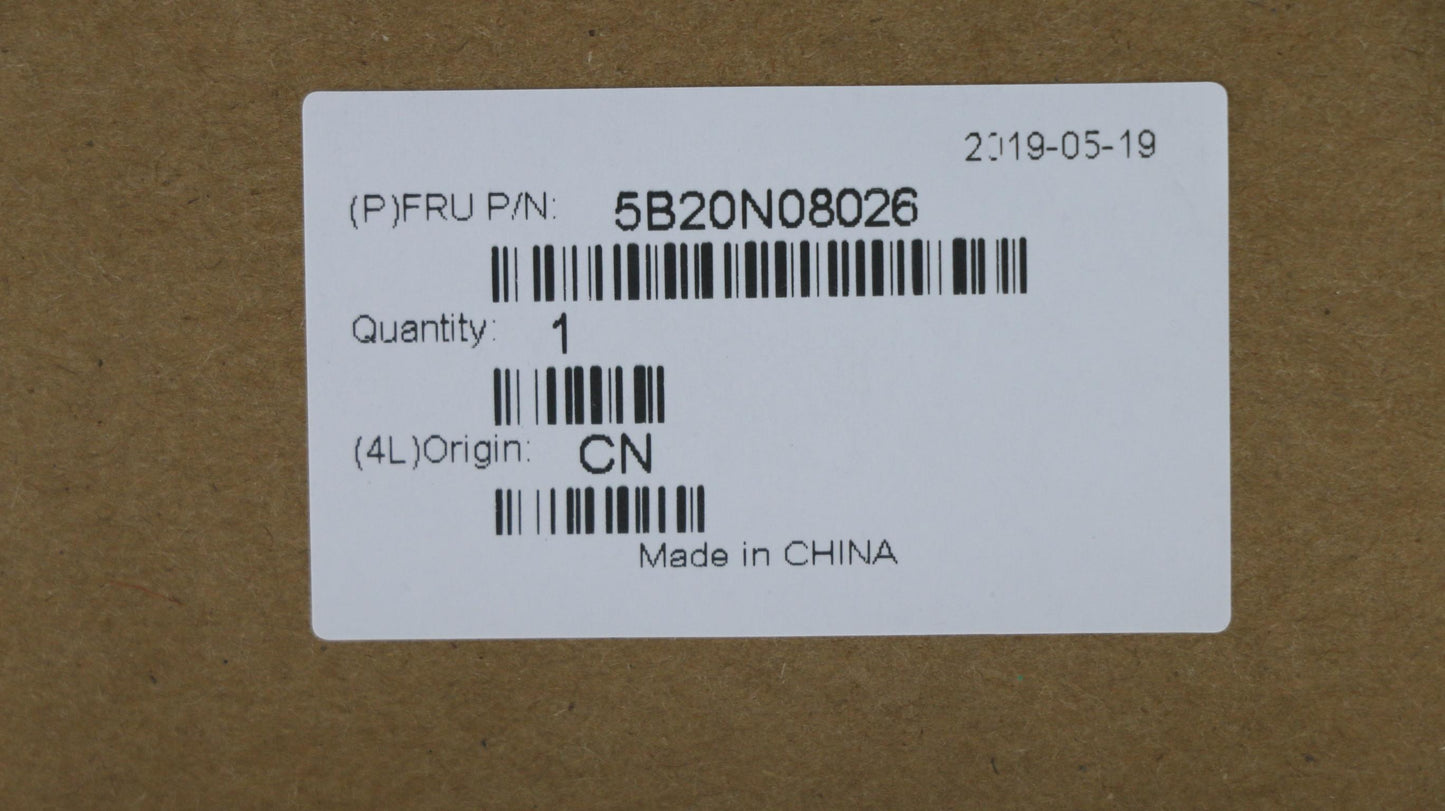 2019-05-19
(P)FRU P/N: 5B20N08026
Quantity: 1
(4L)Origin: CN
Made in CHINA